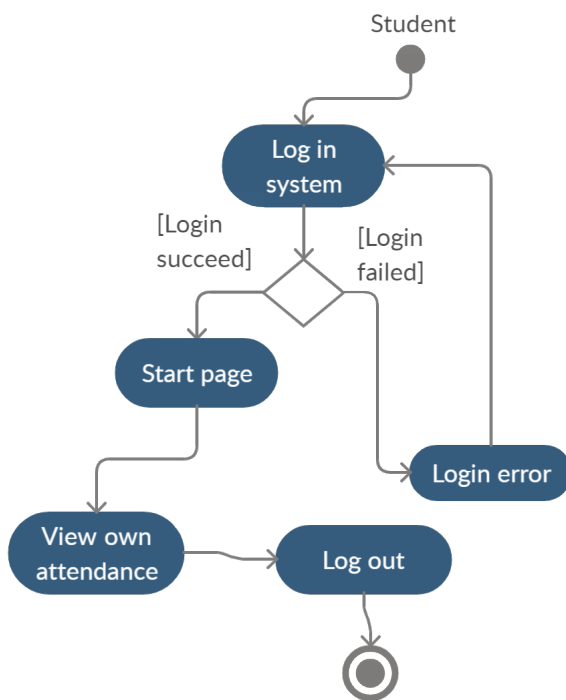 Student
Log in
system
[Login
succeed]
[Login
failed]
Start page
Login error
View own
attendance
Log out